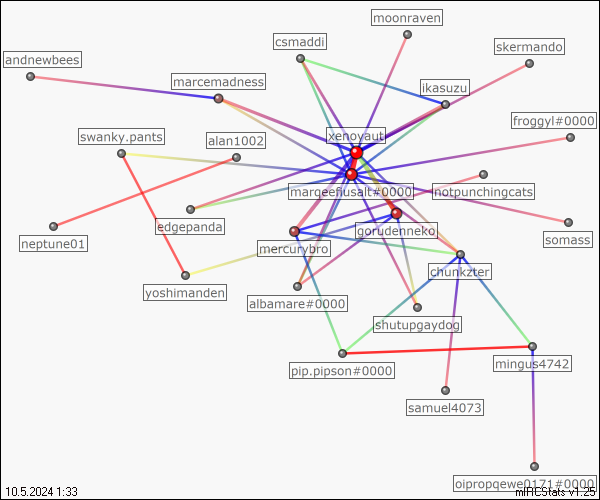 moonraven
csmaddi
skermando
andnewbees
marcemadness
ikasuzu
froggyl#0000
swanky.pants
alan1002
xenoyaut
marqeefiusalt#0000
notpunchingcats
edgepanda
gorudenneko
somass
neptune01
mercurybro
chunkzter
yoshimanden
albamare#0000
shutupgaydog
pip.pipson#0000
mingus4742
samuel4073
oipropqewe0171#0000
10.5.2024 1:33
mIRCStats v1.25